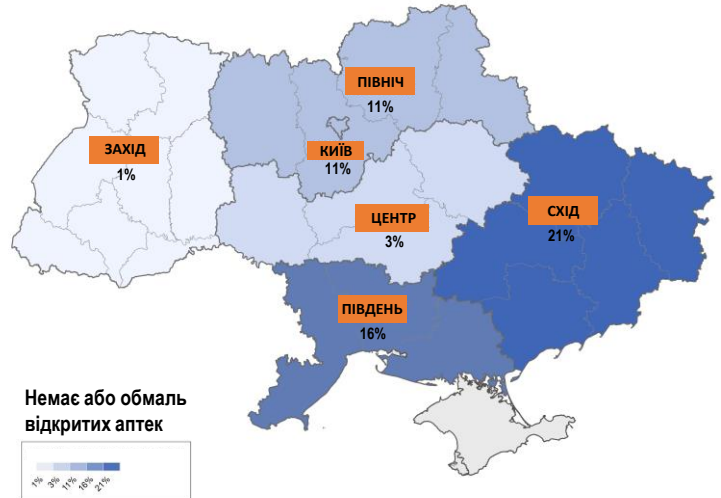 ПІВНІЧ
11%
ЗАХІД
1%
КИЇВ
11%
ЦЕНТР
3%
СХІД
21%
ПІВДЕНЬ
16%
Немає або обмаль
відкритих аптек
1% 3% 11% 16% 21%